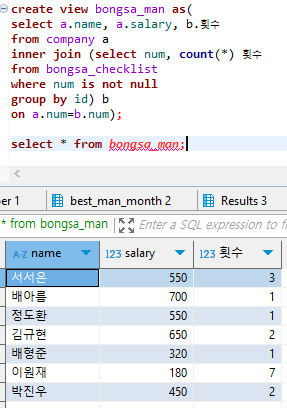 create view bongsa_man as(
select a.name, a.salary, b.횟수
from company a
inner join (select num, count(*) 횟수
from bongsa_checklist
where num is not null
group by id) b
on a.num=b.num);
select * from bongsa_man;
er 1 best_man_month 2 Results 3
* from bongsa_man Enter a SQL expression to fi
A-Z name 123 salary 123 횟수
서서은 550 3
배아름 700 1
정도환 550 1
김규현 650 2
배형준 320 1
이원재 180 7
박진우 450 2